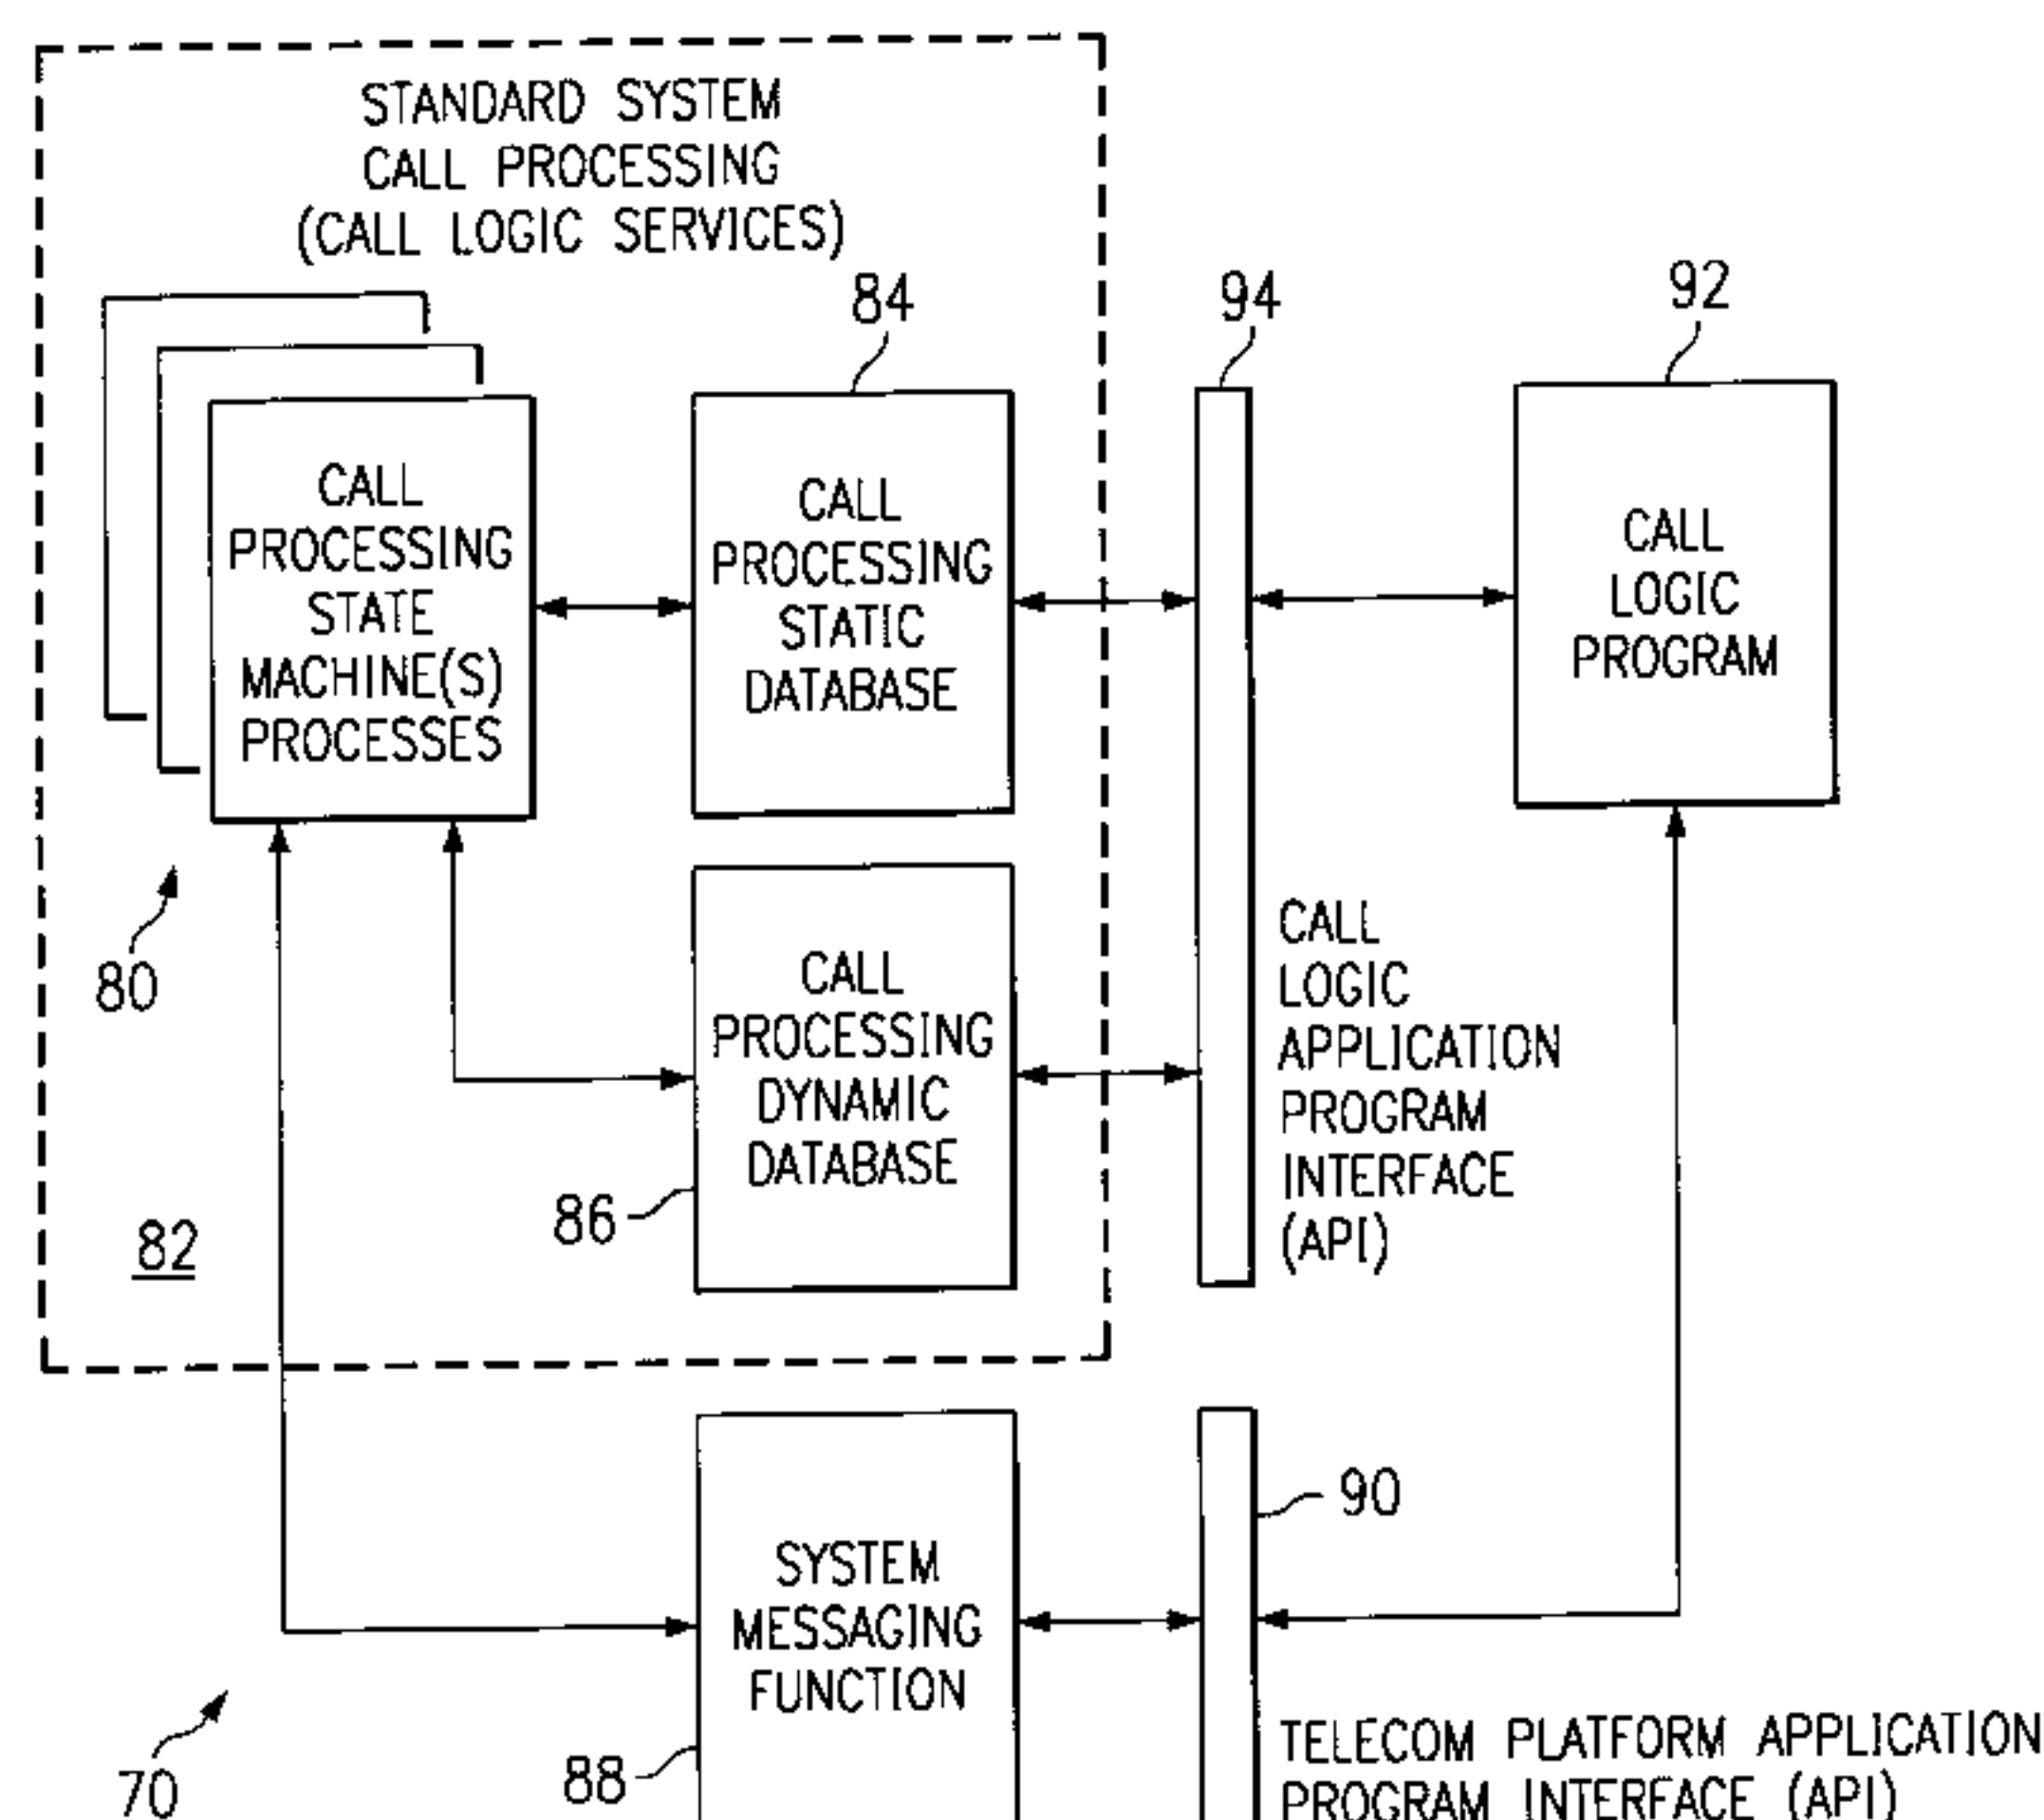 STANDARD SYSTEM
CALL PROCESSING
(CALL LOGIC SERVICES)
84
94
92
CALL
PROCESSING
STATE
MACHINE(S)
PROCESSES
CALL
PROCESSING
STATIC
DATABASE
CALL
LOGIC
PROGRAM
80
CALL
PROCESSING
DYNAMIC
DATABASE
CALL
LOGIC
APPLICATION
PROGRAM
INTERFACE
(API)
86
82
90
SYSTEM
MESSAGING
FUNCTION
88
70
TELECOM PLATFORM APPLICATION
PROGRAM INTERFACE (API)